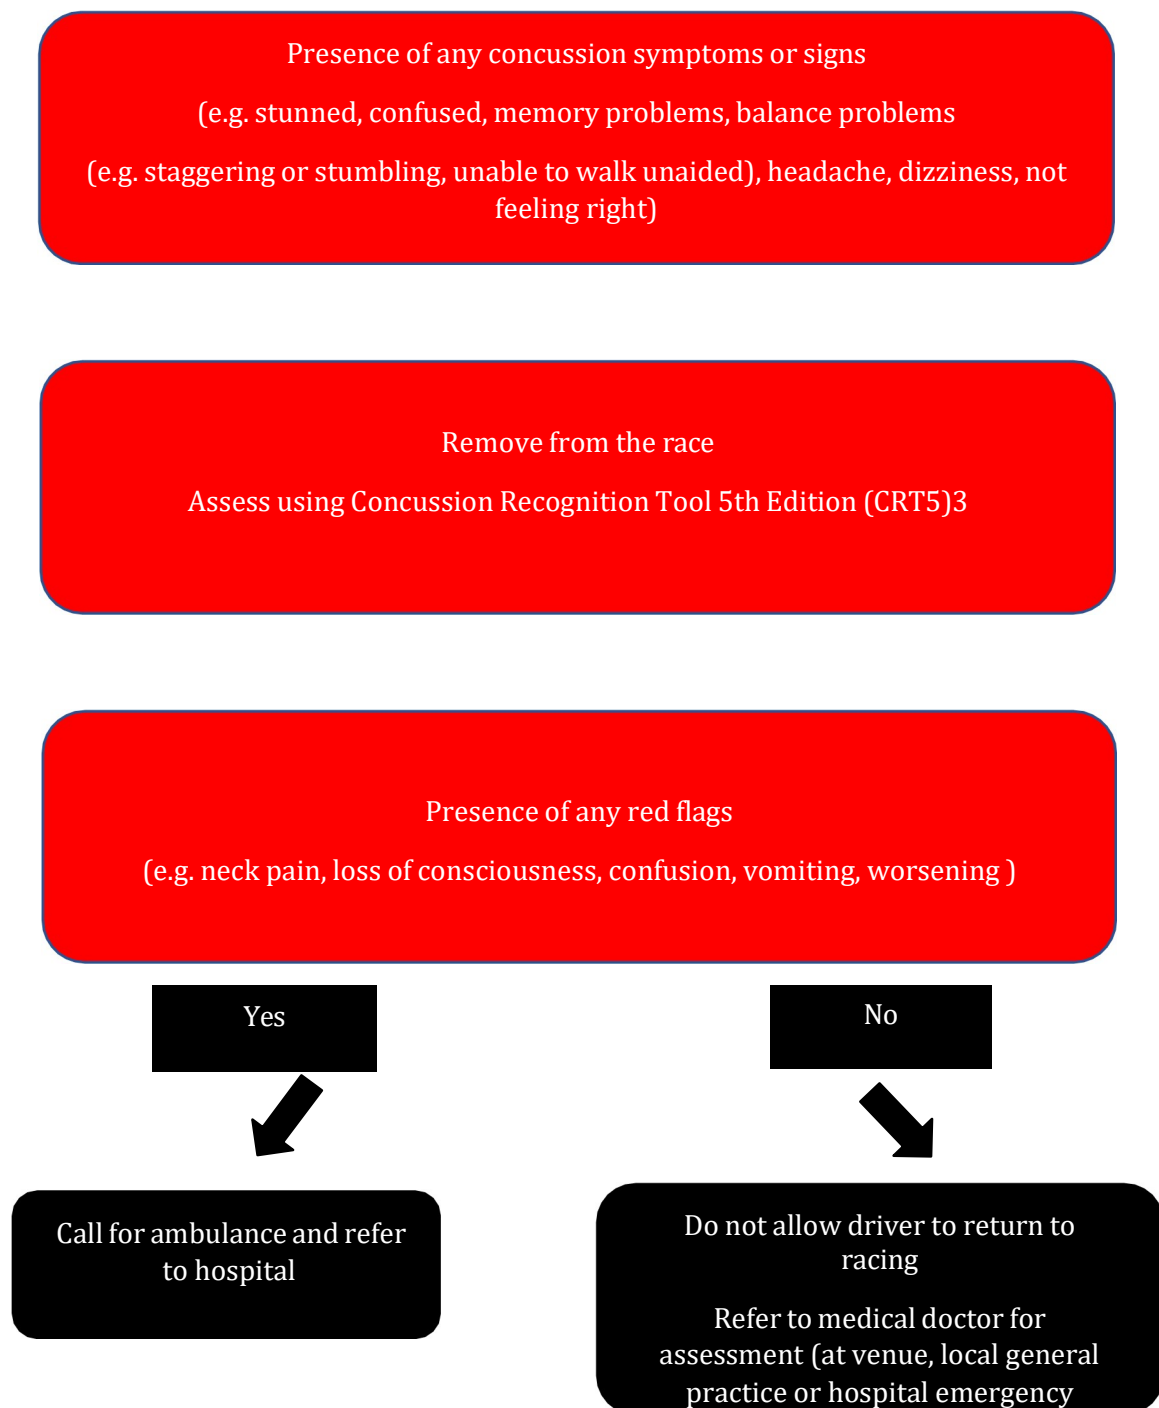 Presence of any concussion symptoms or signs
(e.g. stunned, confused, memory problems, balance problems
(e.g. staggering or stumbling, unable to walk unaided), headache, dizziness, not
feeling right)
Remove from the race
Assess using Concussion Recognition Tool 5th Edition (CRT5)3
Presence of any red flags
(e.g. neck pain, loss of consciousness, confusion, vomiting, worsening )
Yes
No
Call for ambulance and refer
to hospital
Do not allow driver to return to
racing
Refer to medical doctor for
assessment (at venue, local general
practice or hospital emergency